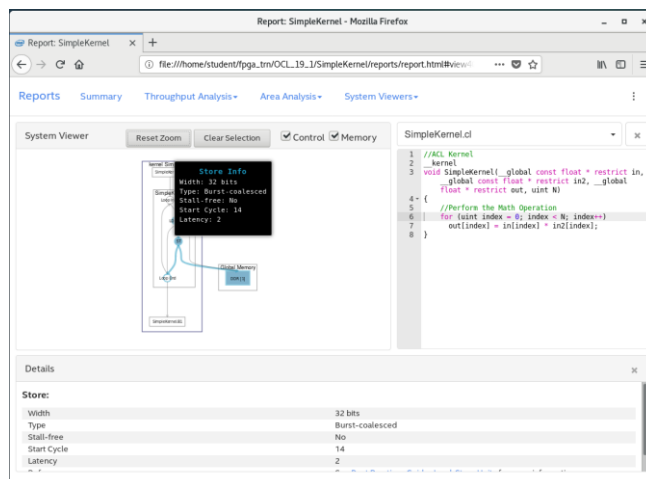 Report: SimpleKernel - Mozilla Firefox
Report: SimpleKernel
file:///home/student/fpga_trn/OCL_19_1/SimpleKernel/reports/report.html#view
Reports Summary Throughput Analysis Area Analysis System Viewers
System Viewer Reset Zoom Clear Selection Control Memory
Store Info
Width: 32 bits
Type: Burst-coalesced
Stall-free: No
Start Cycle: 14
Latency: 2
Global Memory
SimpleKernel.cl
1 //ACL Kernel
2 __kernel
3 void SimpleKernel(__global const float * restrict in,
__global const float * restrict in2, __global
float * restrict out, uint N)
4 {
5 //Perform the Math Operation
6 for (uint index = 0; index < N; index++)
7 out[index] = in[index] * in2[index];
8 }
Details
Store:
Width 32 bits
Type Burst-coalesced
Stall-free No
Start Cycle 14
Latency 2